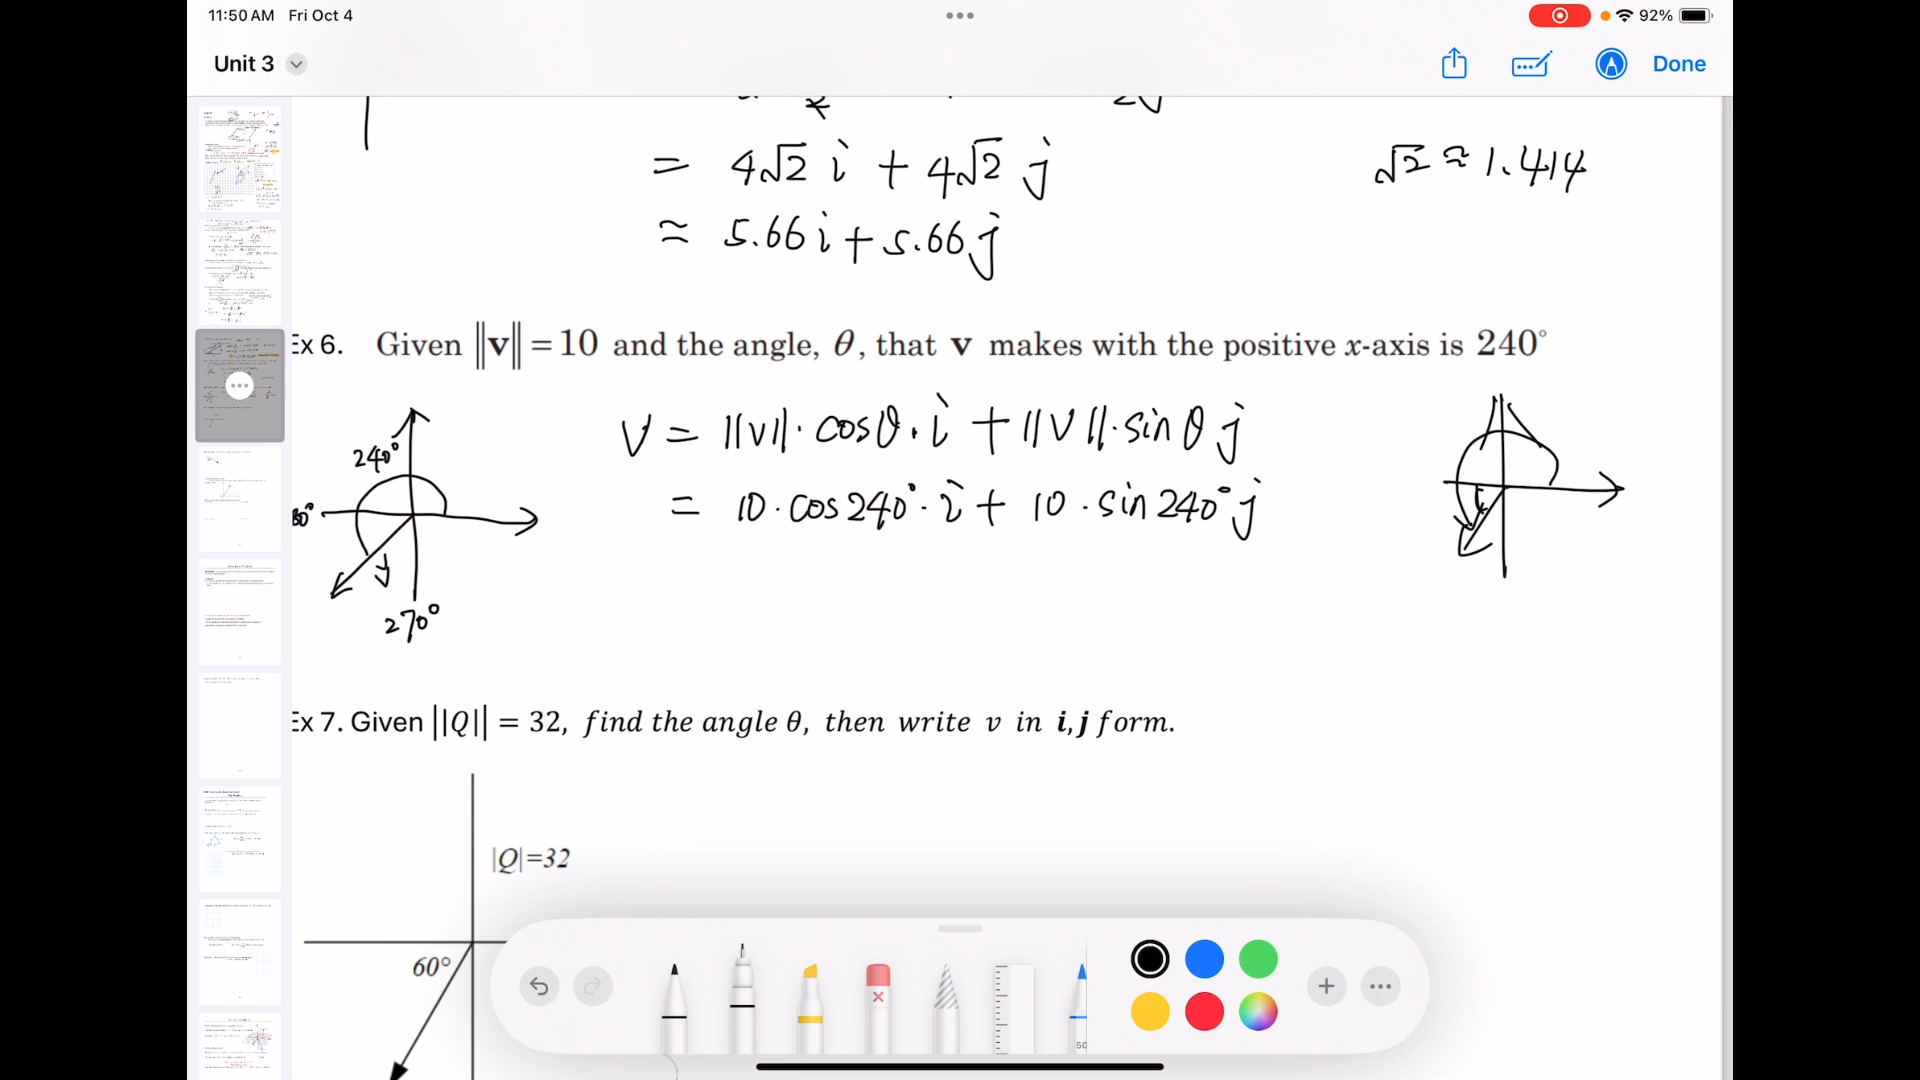 11:50 AM Fri Oct 4
92%
Unit 3
Done
= 4√2 i + 4√2 j
√2 ≈ 1.414
≈ 5.66 i + 5.66 j
Ex 6. Given ||v|| = 10 and the angle, θ, that v makes with the positive x-axis is 240°
V = ||V|| · cosθ · i + ||V|| · sin θ j
240°
= 10 · cos 240° · i + 10 · sin 240° j
80°
270°
Ex 7. Given ||Q|| = 32, find the angle θ, then write v in i, j form.
|Q|=32
60°
50